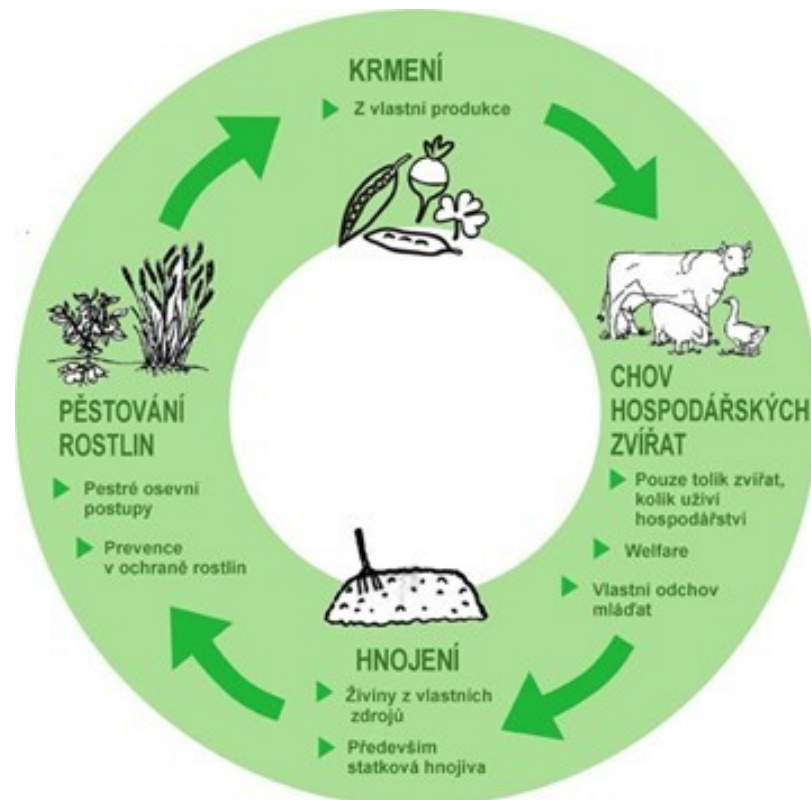 KRMENÍ
Z vlastní produkce
CHOV
HOSPODÁŘSKÝCH
ZVÍŘAT
Pouze tolik zvířat,
kolik uživí
hospodářství
Welfare
Vlastní odchov
mláďat
HNOJENÍ
Živiny z vlastních
zdrojů
Především
statková hnojiva
PĚSTOVÁNÍ
ROSTLIN
Pestré osevní
postupy
Prevence
v ochraně rostlin